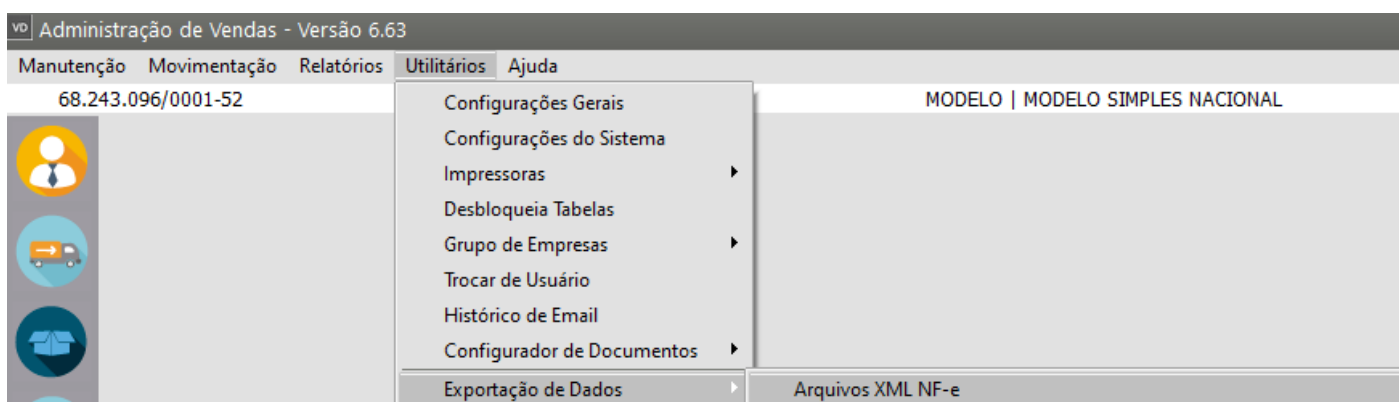 VD Administração de Vendas - Versão 6.63
Manutenção Movimentação Relatórios Utilitários Ajuda
68.243.096/0001-52 MODELO | MODELO SIMPLES NACIONAL
Configurações Gerais
Configurações do Sistema
Impressoras
Desbloqueia Tabelas
Grupo de Empresas
Trocar de Usuário
Histórico de Email
Configurador de Documentos
Exportação de Dados Arquivos XML NF-e